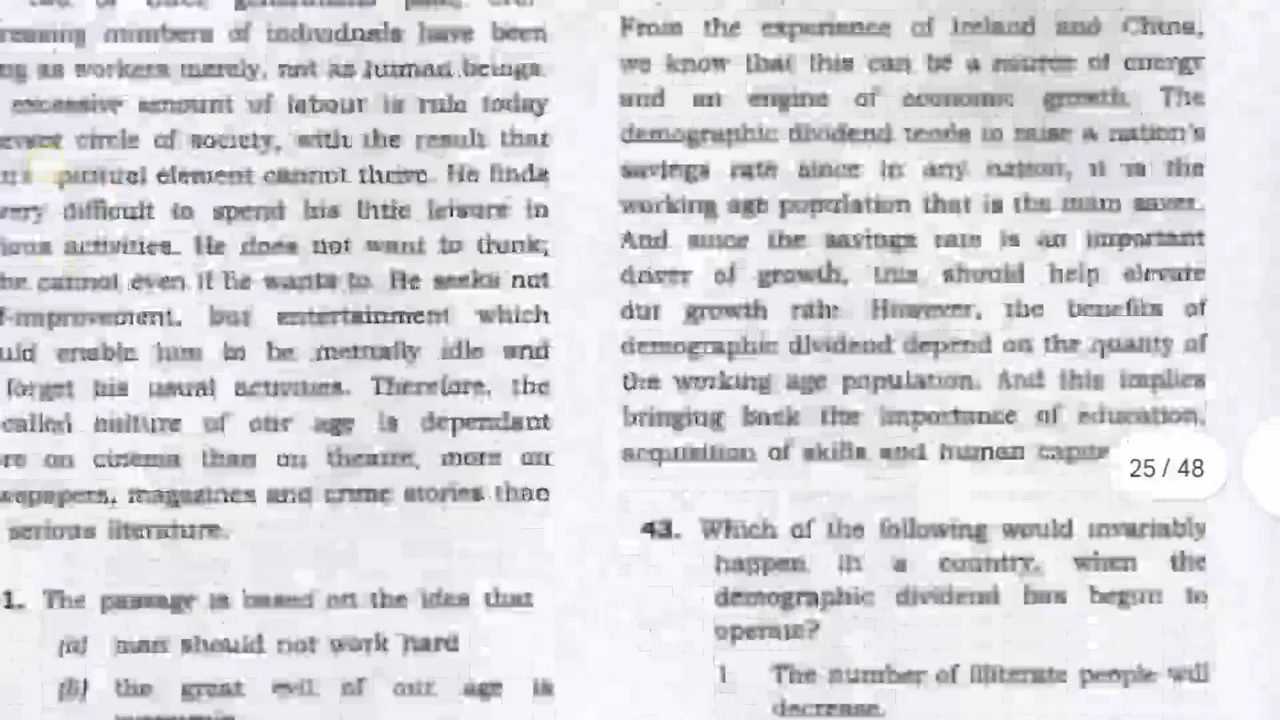 numbers of individuals have been
as workers merely, not as human beings.
excessive amount of labour is rule today
circle of society, with the result that
element cannot thrive. He finds
very difficult to spend his little leisure in
activities. He does not want to think;
he cannot even if he wants to. He seeks not
-improvement, but entertainment which
enable him to be mentally idle and
forget his usual activities. Therefore, the
called culture of our age is dependant
on cinema than on theatre, more on
magazines and crime stories than
serious literature.
1. The passage is based on the idea that
(a) man should not work hard
(b) the great evil of our age is
From the experience of Ireland and China,
we know that this can be a source of energy
and an engine of economic growth. The
demographic dividend tends to raise a nation's
savings rate since in any nation, it is the
working age population that is the main saver.
And since the savings rate is an important
driver of growth, this should help elevate
our growth rate. However, the benefits of
demographic dividend depend on the quality of
the working age population. And this implies
bringing back the importance of education,
acquisition of skills and human
25 / 48
43. Which of the following would invariably
happen in a country, when the
demographic dividend has begun to
operate?
1 The number of illiterate people will
decrease.